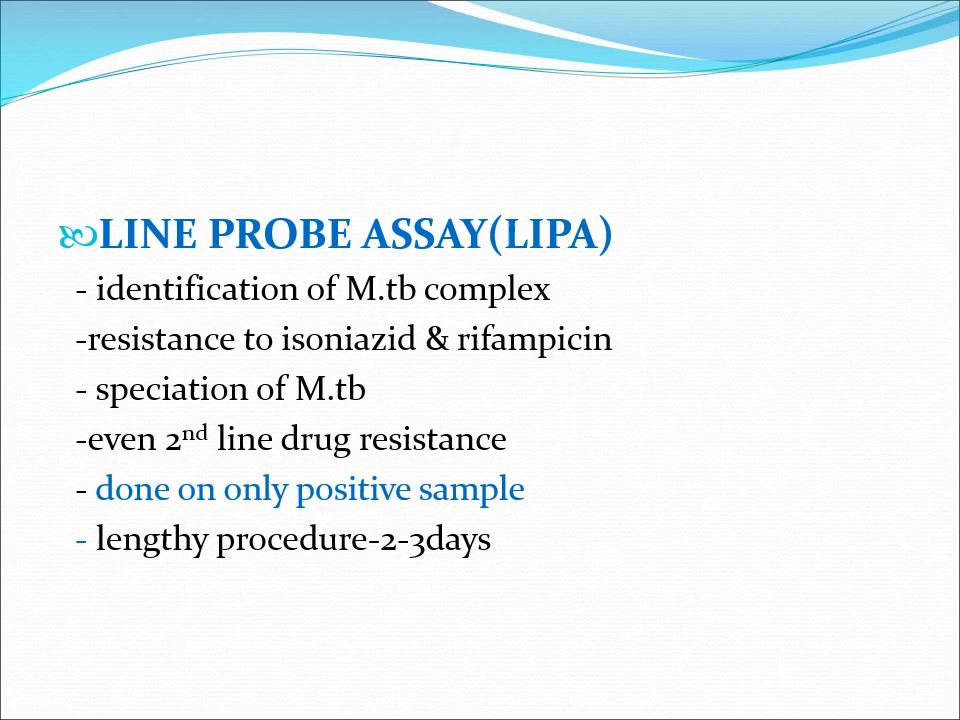 LINE PROBE ASSAY(LIPA)
- identification of M.tb complex
-resistance to isoniazid & rifampicin
- speciation of M.tb
-even 2nd line drug resistance
- done on only positive sample
- lengthy procedure-2-3days